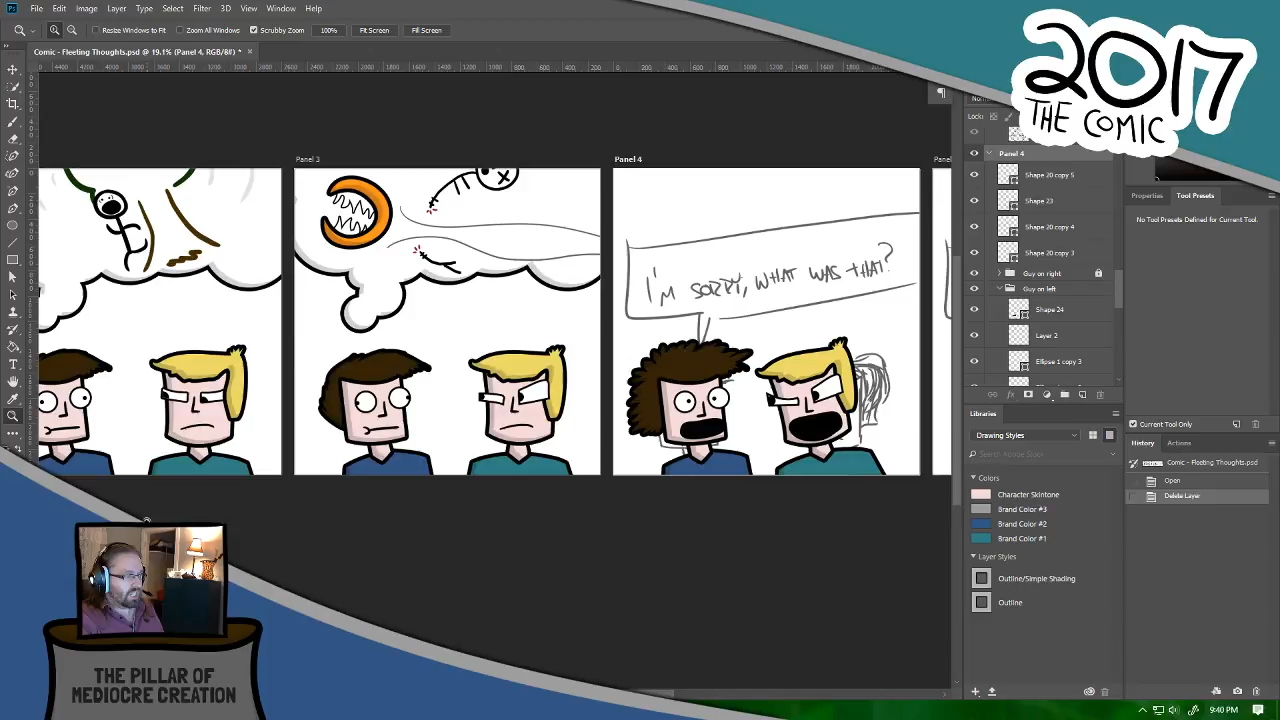 File Edit Image Layer Type Select Filter 3D View Window Help
Resize Windows to Fit Zoom All Windows Scrubby Zoom 100% Fit Screen Fill Screen
Comic - Fleeting Thoughts.psd @ 19.1% (Panel 4, RGB/8#) *
2017
THE COMIC
Panel 3
Panel 4
I'M SORRY, WHAT WAS THAT?
Panel 4
Shape 20 copy 5
Shape 23
Shape 20 copy 4
Shape 20 copy 3
Guy on right
Guy on left
Shape 24
Layer 2
Ellipse 1 copy 3
Libraries
Drawing Styles
Search Adobe Stock
Colors
Character Skintone
Brand Color #3
Brand Color #2
Brand Color #1
Layer Styles
Outline/Simple Shading
Outline
Properties Tool Presets
No Tool Presets Defined for Current Tool.
Current Tool Only
History Actions
Comic - Fleeting Thoughts.psd
Open
Delete Layer
THE PILLAR OF
MEDIOCRE CREATION
9:40 PM